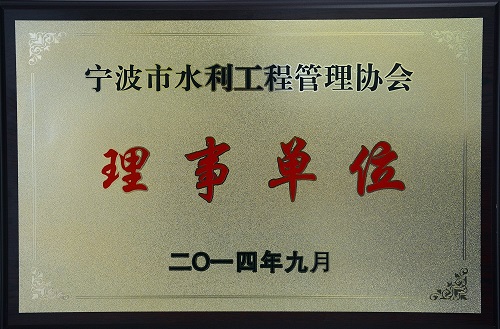 宁波市水利工程管理协会
理事单位
二〇一四年九月